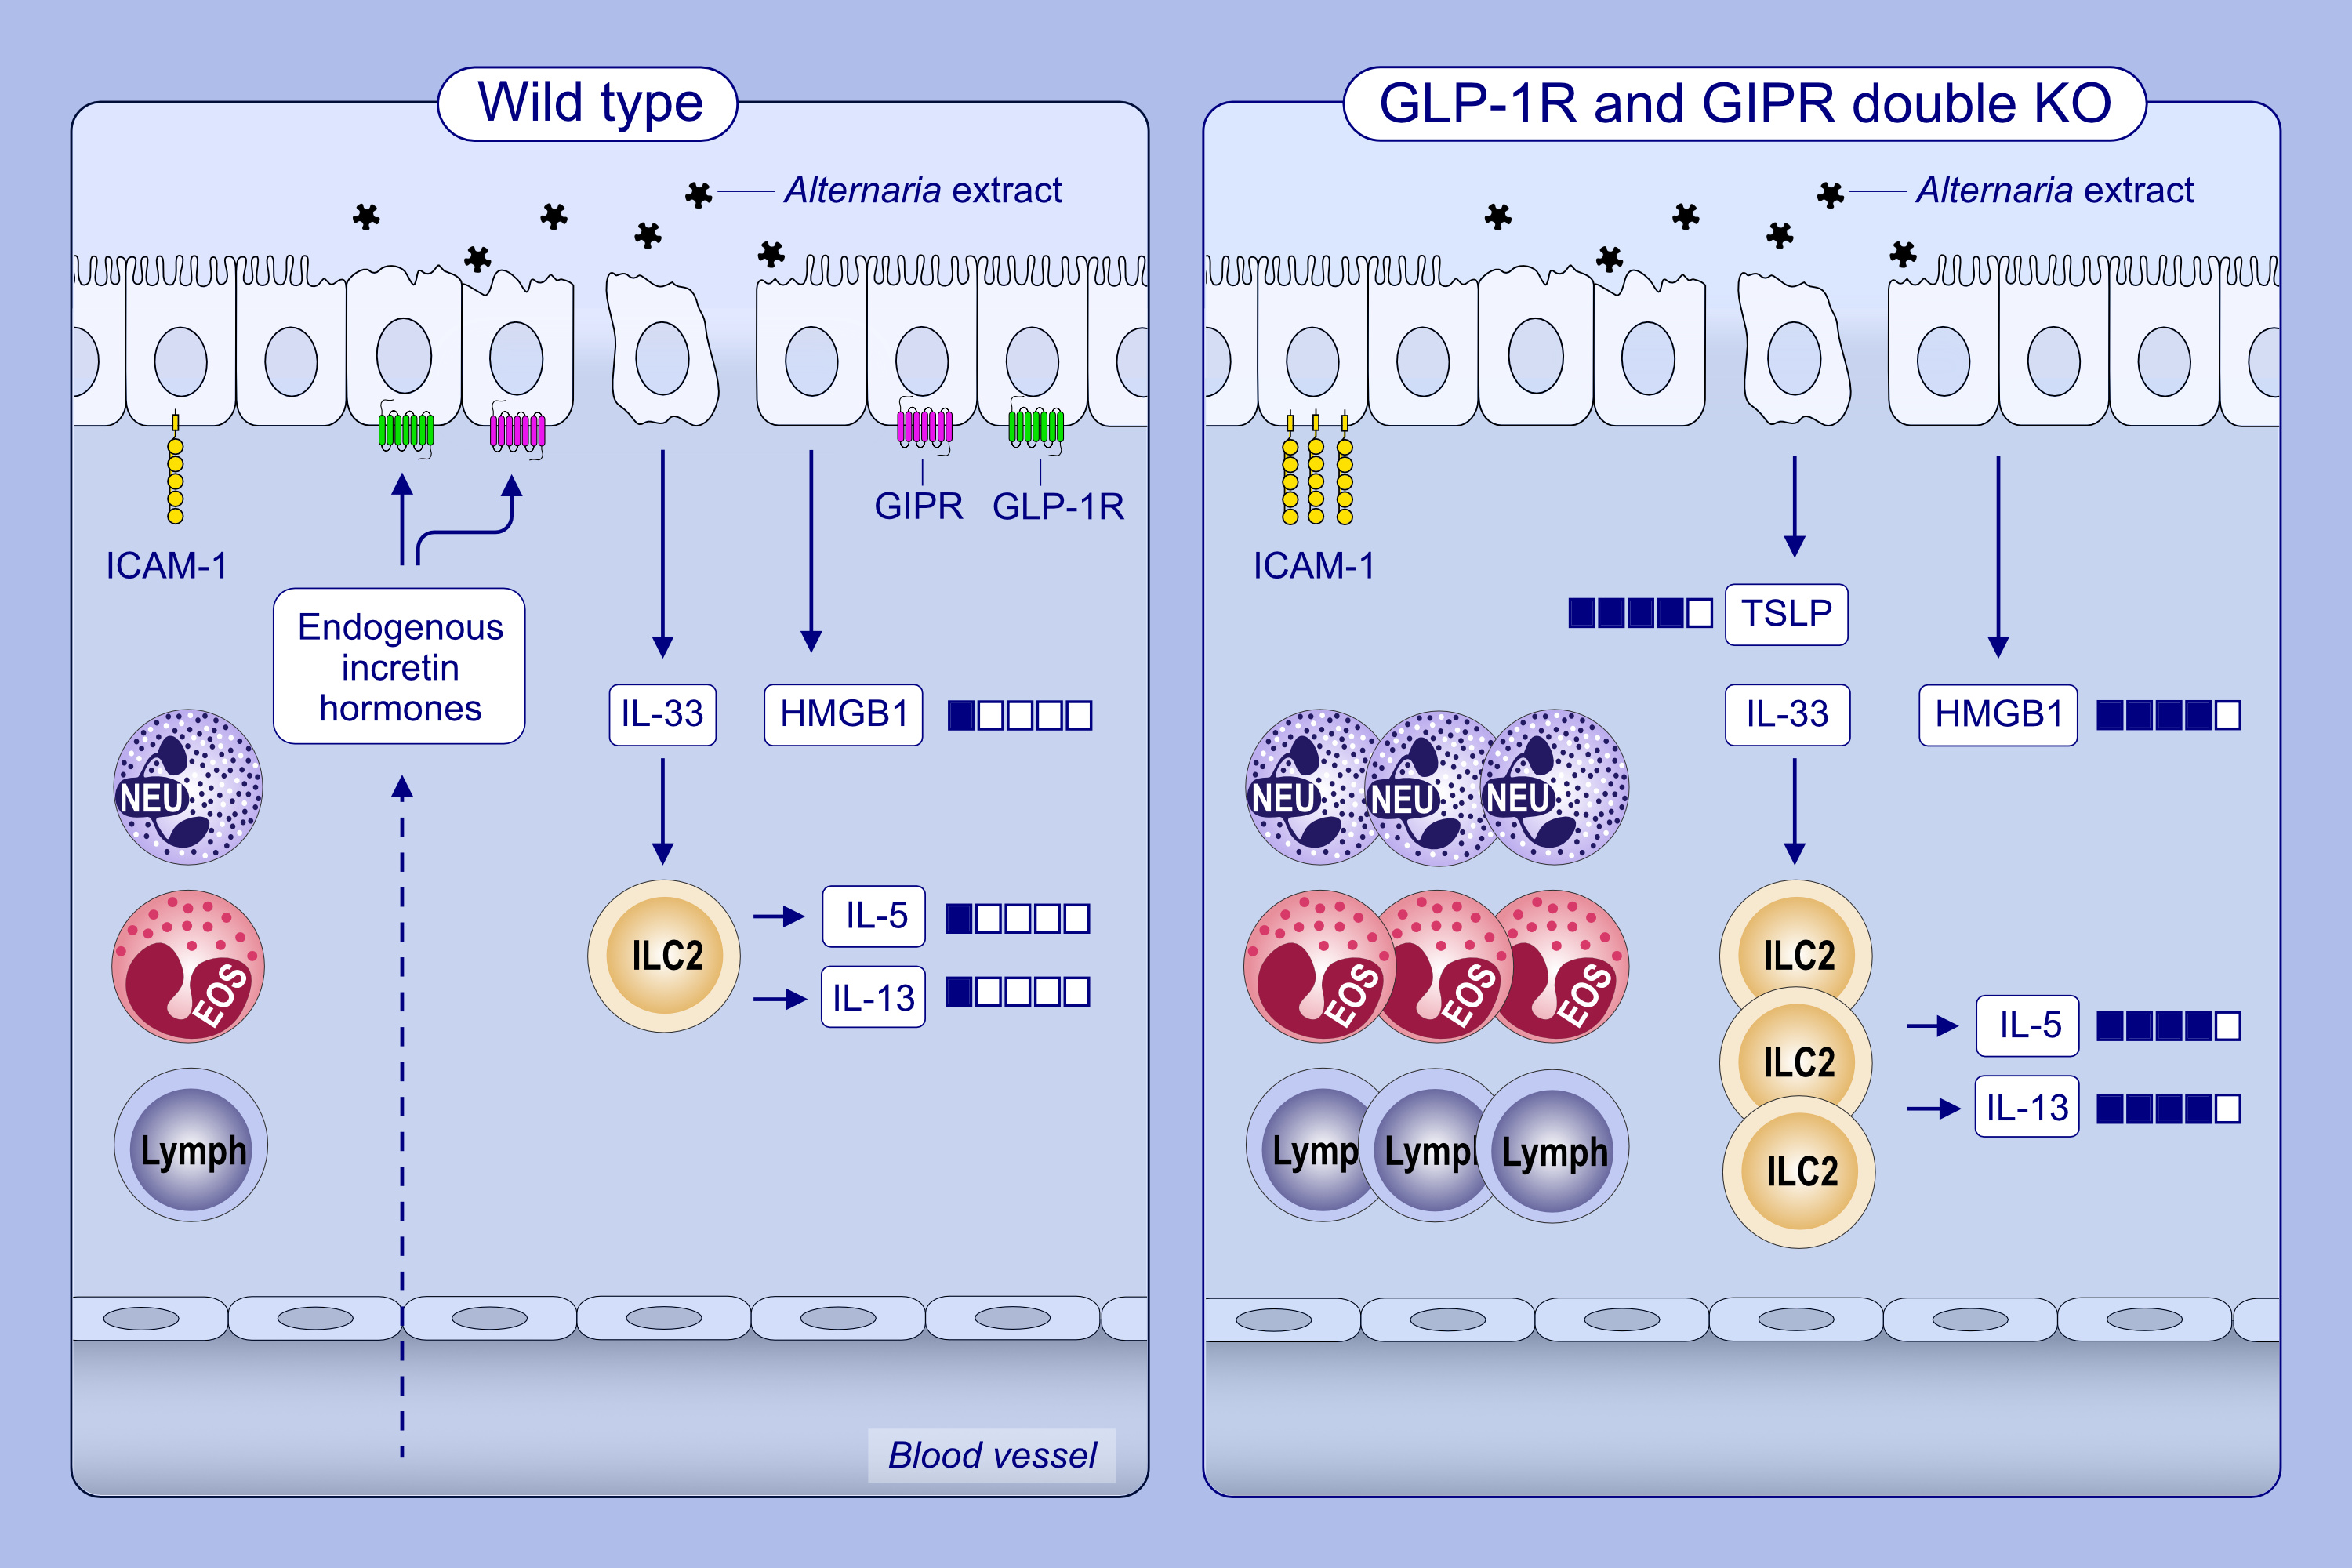 Wild type
Alternaria extract
GIPR
GLP-1R
ICAM-1
Endogenous
incretin
hormones
IL-33
HMGB1
NEU
IL-5
ILC2
EOS
IL-13
Lymph
Blood vessel
GLP-1R and GIPR double KO
Alternaria extract
ICAM-1
TSLP
IL-33
HMGB1
NEU
NEU
NEU
ILC2
EOS
EOS
EOS
IL-5
ILC2
IL-13
Lymp
Lymph
Lymph
ILC2